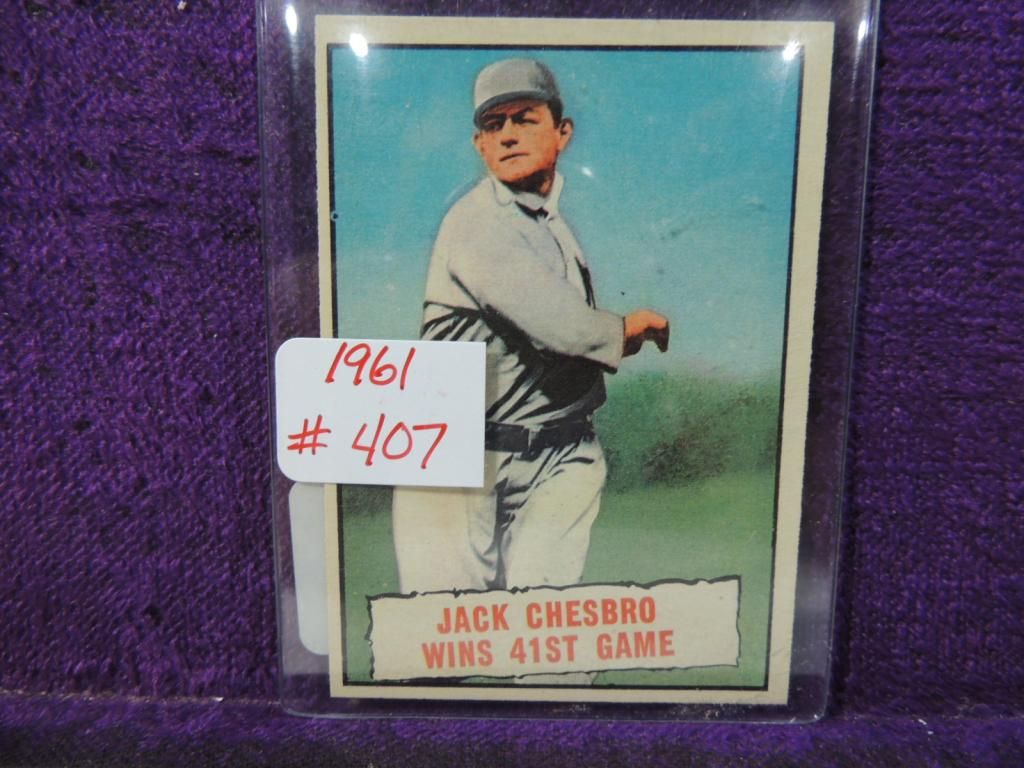 1961
# 407
JACK CHESBRO
WINS 41ST GAME